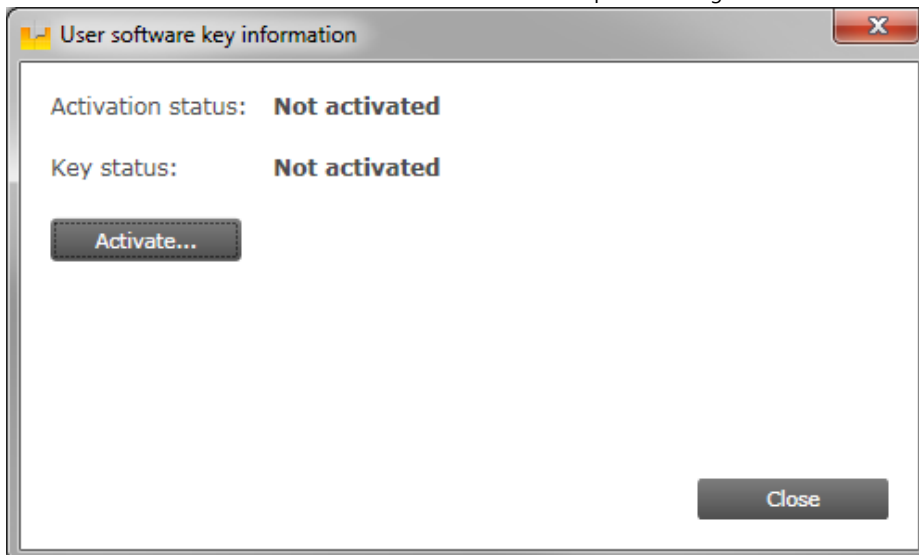 User software key information
Activation status: Not activated
Key status: Not activated
Activate...
Close